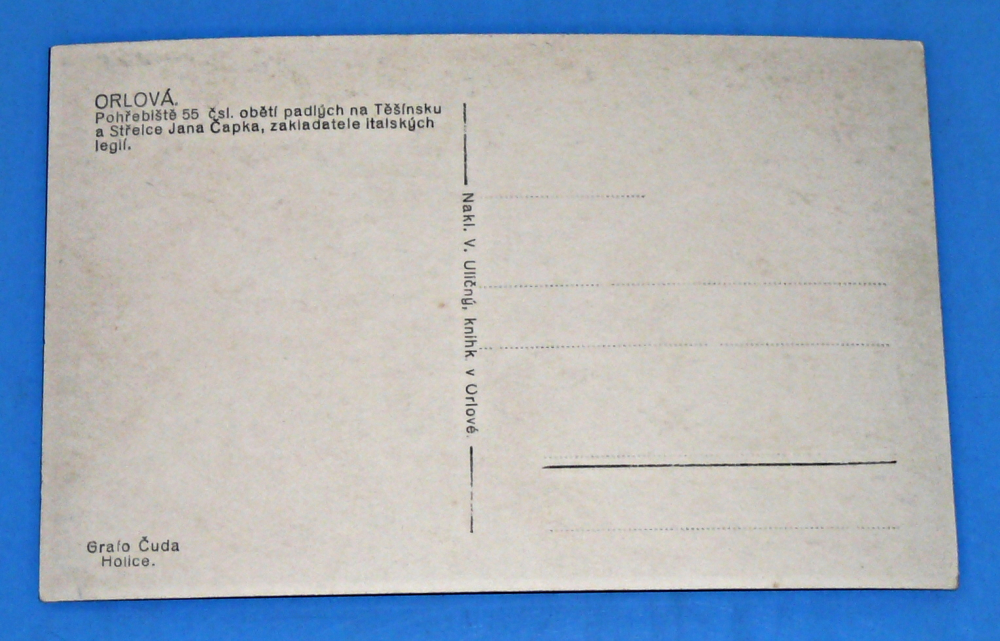 ORLOVÁ.
Pohřebiště 55 čsl. obětí padlých na Těšínsku
a Střelce Jana Čapka, zakladatele Italských
legií.
Nakl. V. Uličný, knihk. v Orlové.
Grafo Čuda
Holice.